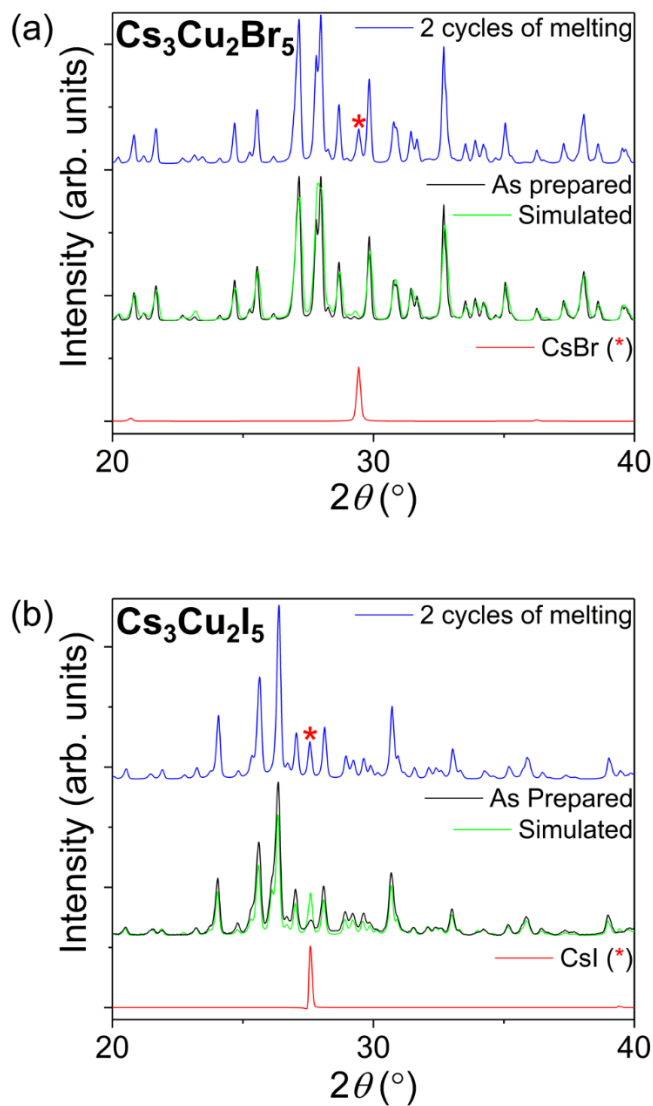 (a)
Cs₃Cu₂Br₅
2 cycles of melting
*
As prepared
Simulated
CsBr (*)
Intensity (arb. units)
20 30 40
2θ (°)
(b)
Cs₃Cu₂I₅
2 cycles of melting
*
As Prepared
Simulated
CsI (*)
Intensity (arb. units)
20 30 40
2θ (°)